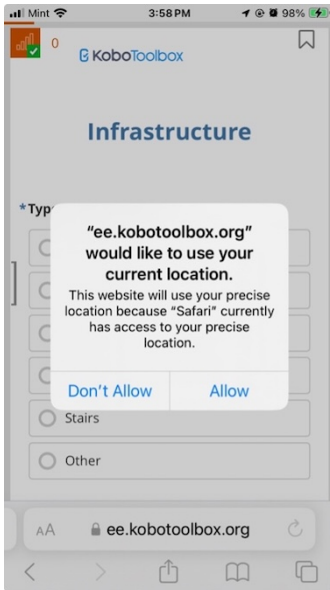 Mint 3:58 PM 98%
0
KoboToolbox
Infrastructure
"ee.kobotoolbox.org"
would like to use your
current location.
This website will use your precise
location because "Safari" currently
has access to your precise
location.
Don't Allow Allow
Stairs
Other
AA ee.kobotoolbox.org